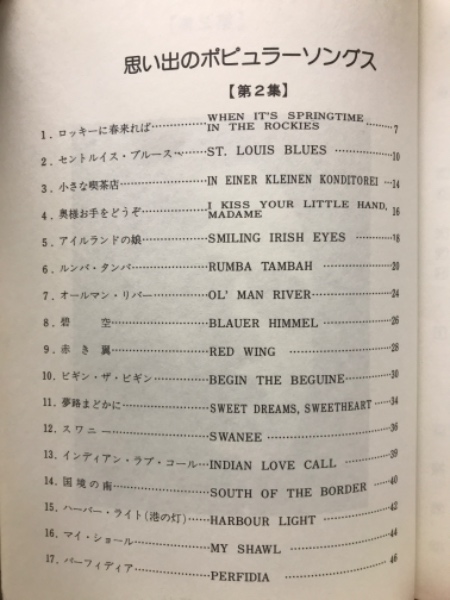 思い出のポピュラーソングス
【第2集】
1. ロッキーに春来れば……………WHEN IT'S SPRINGTIME IN THE ROCKIES ……… 7
2. セントルイス・ブルース……ST. LOUIS BLUES ……………10
3. 小さな喫茶店………………IN EINER KLEINEN KONDITOREI …14
4. 奥様お手をどうぞ……………I KISS YOUR LITTLE HAND, MADAME 16
5. アイルランドの娘……………SMILING IRISH EYES ……………18
6. ルンバ・タンバ………………RUMBA TAMBAH ………………20
7. オールマン・リバー……………OL' MAN RIVER………………24
8. 碧 空………………BLAUER HIMMEL………………26
9. 赤き翼………………RED WING ………………28
10. ビギン・ザ・ビギン……………BEGIN THE BEGUINE……………30
11. 夢路まどかに………………SWEET DREAMS, SWEETHEART……34
12. スワニー………………SWANEE………………36
13. インディアン・ラブ・コール…INDIAN LOVE CALL ……………39
14. 国境の南………………SOUTH OF THE BORDER ………40
15. ハーバー・ライト(港の灯)……HARBOUR LIGHT ……………42
16. マイ・ショール………………MY SHAWL ………………44
17. パーフィディア………………PERFIDIA ………………46